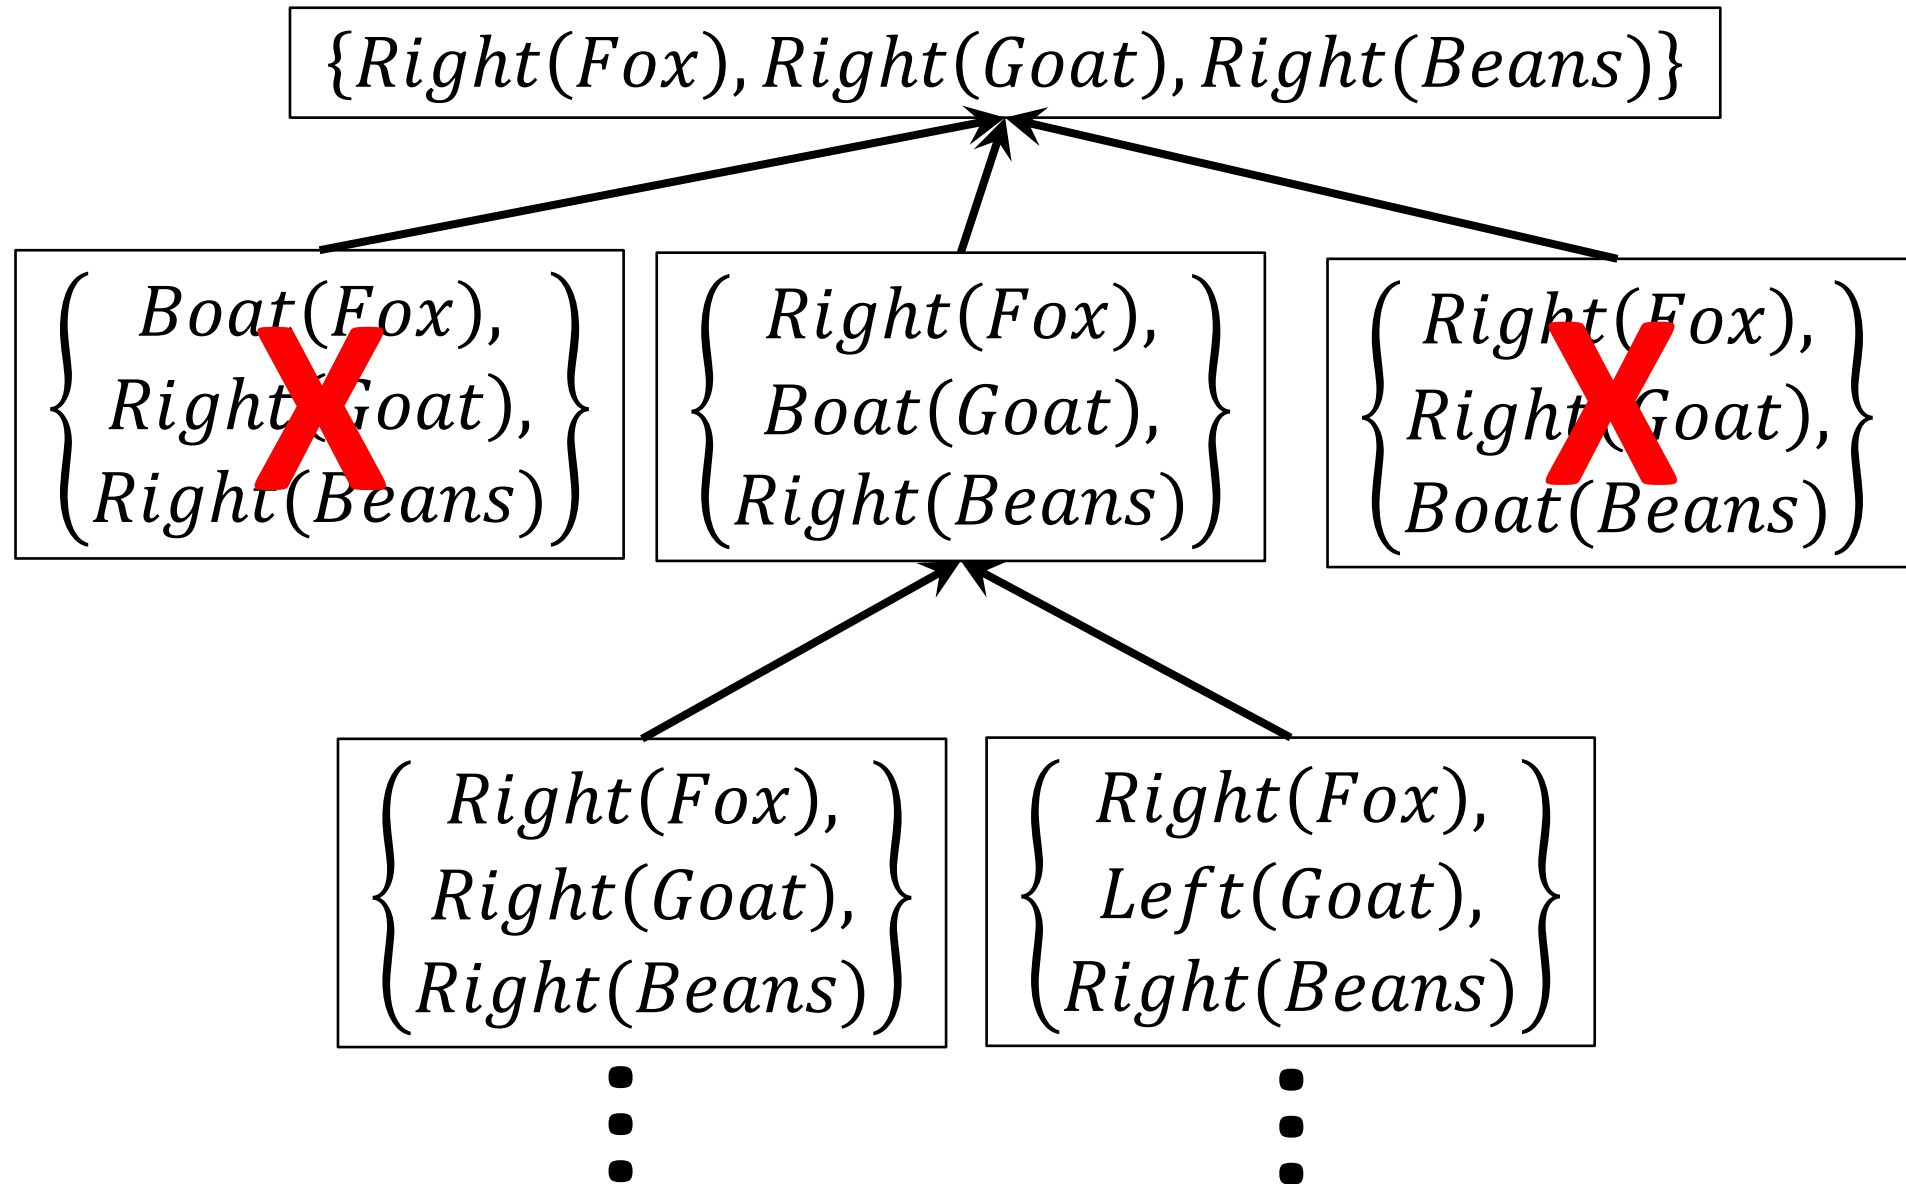 {Right(Fox), Right(Goat), Right(Beans)}
Boat(Fox),
Right(Goat),
Right(Beans)
X
Right(Fox),
Boat(Goat),
Right(Beans)
Right(Fox),
Right(Goat),
Boat(Beans)
X
Right(Fox),
Right(Goat),
Right(Beans)
Right(Fox),
Left(Goat),
Right(Beans)